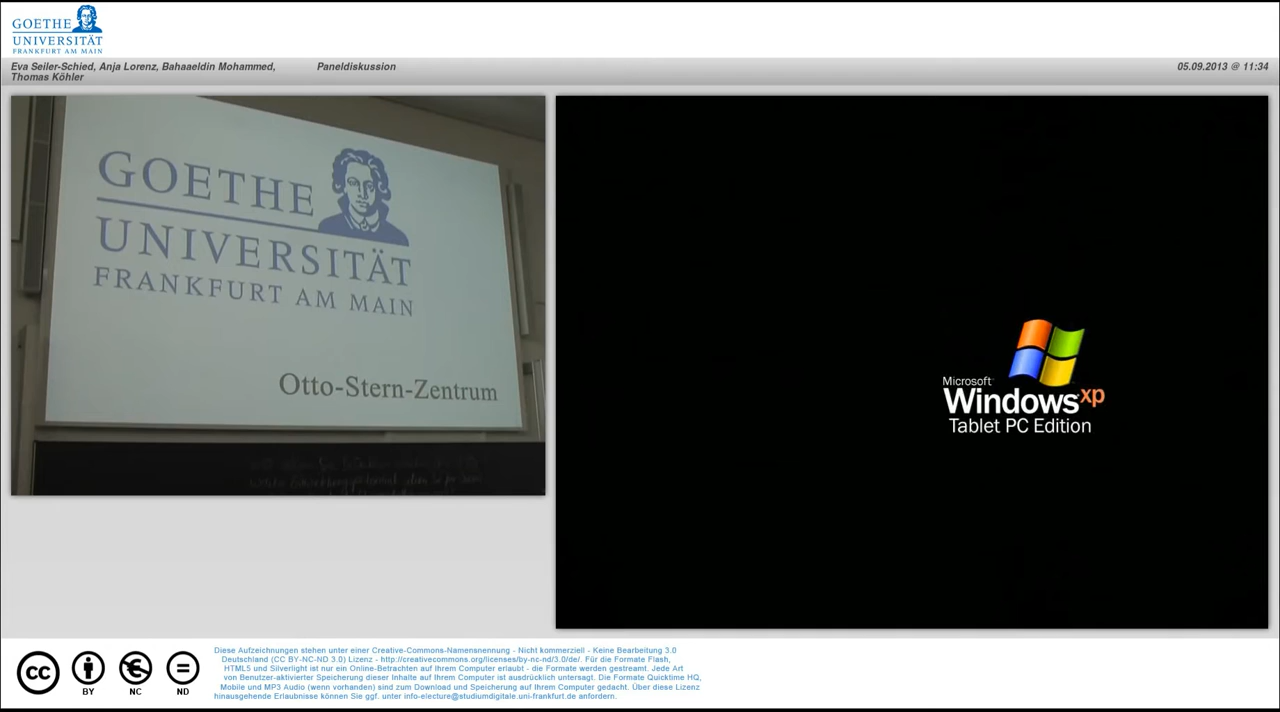 GOETHE
UNIVERSITÄT
FRANKFURT AM MAIN
Eva Seiler-Schied, Anja Lorenz, Bahaaeldin Mohammed,
Thomas Köhler
Paneldiskussion
05.09.2013 @ 11:34
GOETHE
UNIVERSITÄT
FRANKFURT AM MAIN
Otto-Stern-Zentrum
Microsoft
Windows xp
Tablet PC Edition
cc
BY
NC
ND
Diese Aufzeichnungen stehen unter einer Creative-Commons-Namensnennung - Nicht kommerziell - Keine Bearbeitung 3.0
Deutschland (CC BY-NC-ND 3.0) Lizenz - http://creativecommons.org/licenses/by-nc-nd/3.0/de/. Für die Formate Flash,
HTML5 und Silverlight ist nur ein Online-Betrachten auf Ihrem Computer erlaubt - die Formate werden gestreamt. Jede Art
von Benutzer-aktivierter Speicherung dieser Inhalte auf Ihrem Computer ist ausdrücklich untersagt. Die Formate Quicktime HQ,
Mobile und MP3 Audio (wenn vorhanden) sind zum Download und Speicherung auf Ihrem Computer gedacht. Über diese Lizenz
hinausgehende Erlaubnisse können Sie ggf. unter info-electure@studiumdigitale.uni-frankfurt.de anfordern.